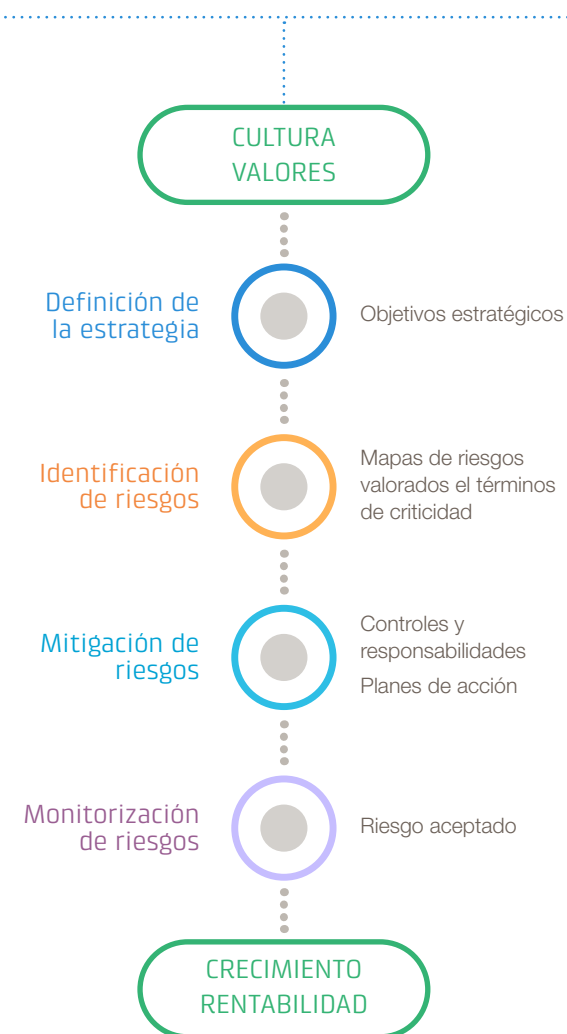 CULTURA
VALORES
Definición de
la estrategia
Objetivos estratégicos
Identificación
de riesgos
Mapas de riesgos
valorados el términos
de criticidad
Mitigación de
riesgos
Controles y
responsabilidades
Planes de acción
Monitorización
de riesgos
Riesgo aceptado
CRECIMIENTO
RENTABILIDAD